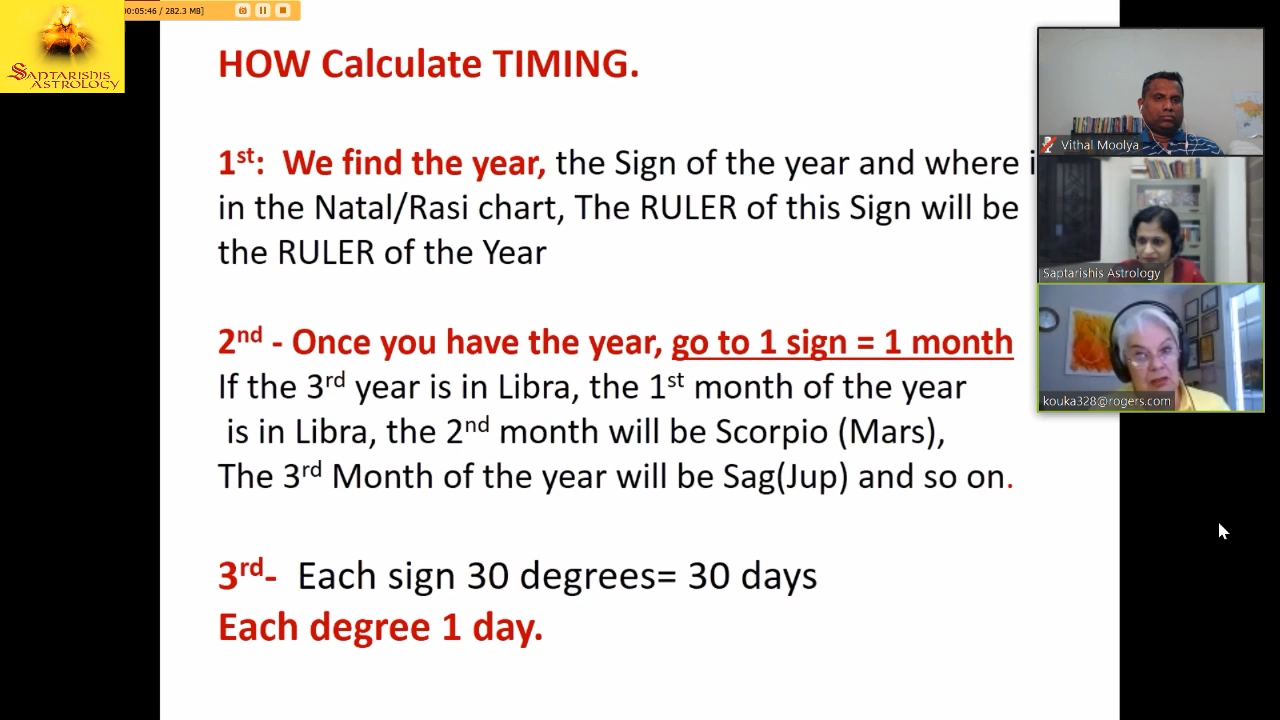 00:05:46 / 282.3 MB]
SAPTARISHIS
ASTROLOGY
HOW Calculate TIMING.
1st: We find the year, the Sign of the year and where i
in the Natal/Rasi chart, The RULER of this Sign will be
the RULER of the Year
2nd - Once you have the year, go to 1 sign = 1 month
If the 3rd year is in Libra, the 1st month of the year
is in Libra, the 2nd month will be Scorpio (Mars),
The 3rd Month of the year will be Sag(Jup) and so on.
3rd- Each sign 30 degrees= 30 days
Each degree 1 day.
Vithal Moolya
Saptarishis Astrology
kouka328@rogers.com